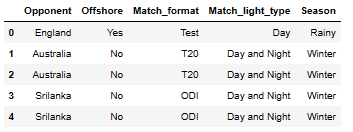 Opponent Offshore Match_format Match_light_type Season
0 England Yes Test Day Rainy
1 Australia No T20 Day and Night Winter
2 Australia No T20 Day and Night Winter
3 Srilanka No ODI Day and Night Winter
4 Srilanka No ODI Day and Night Winter